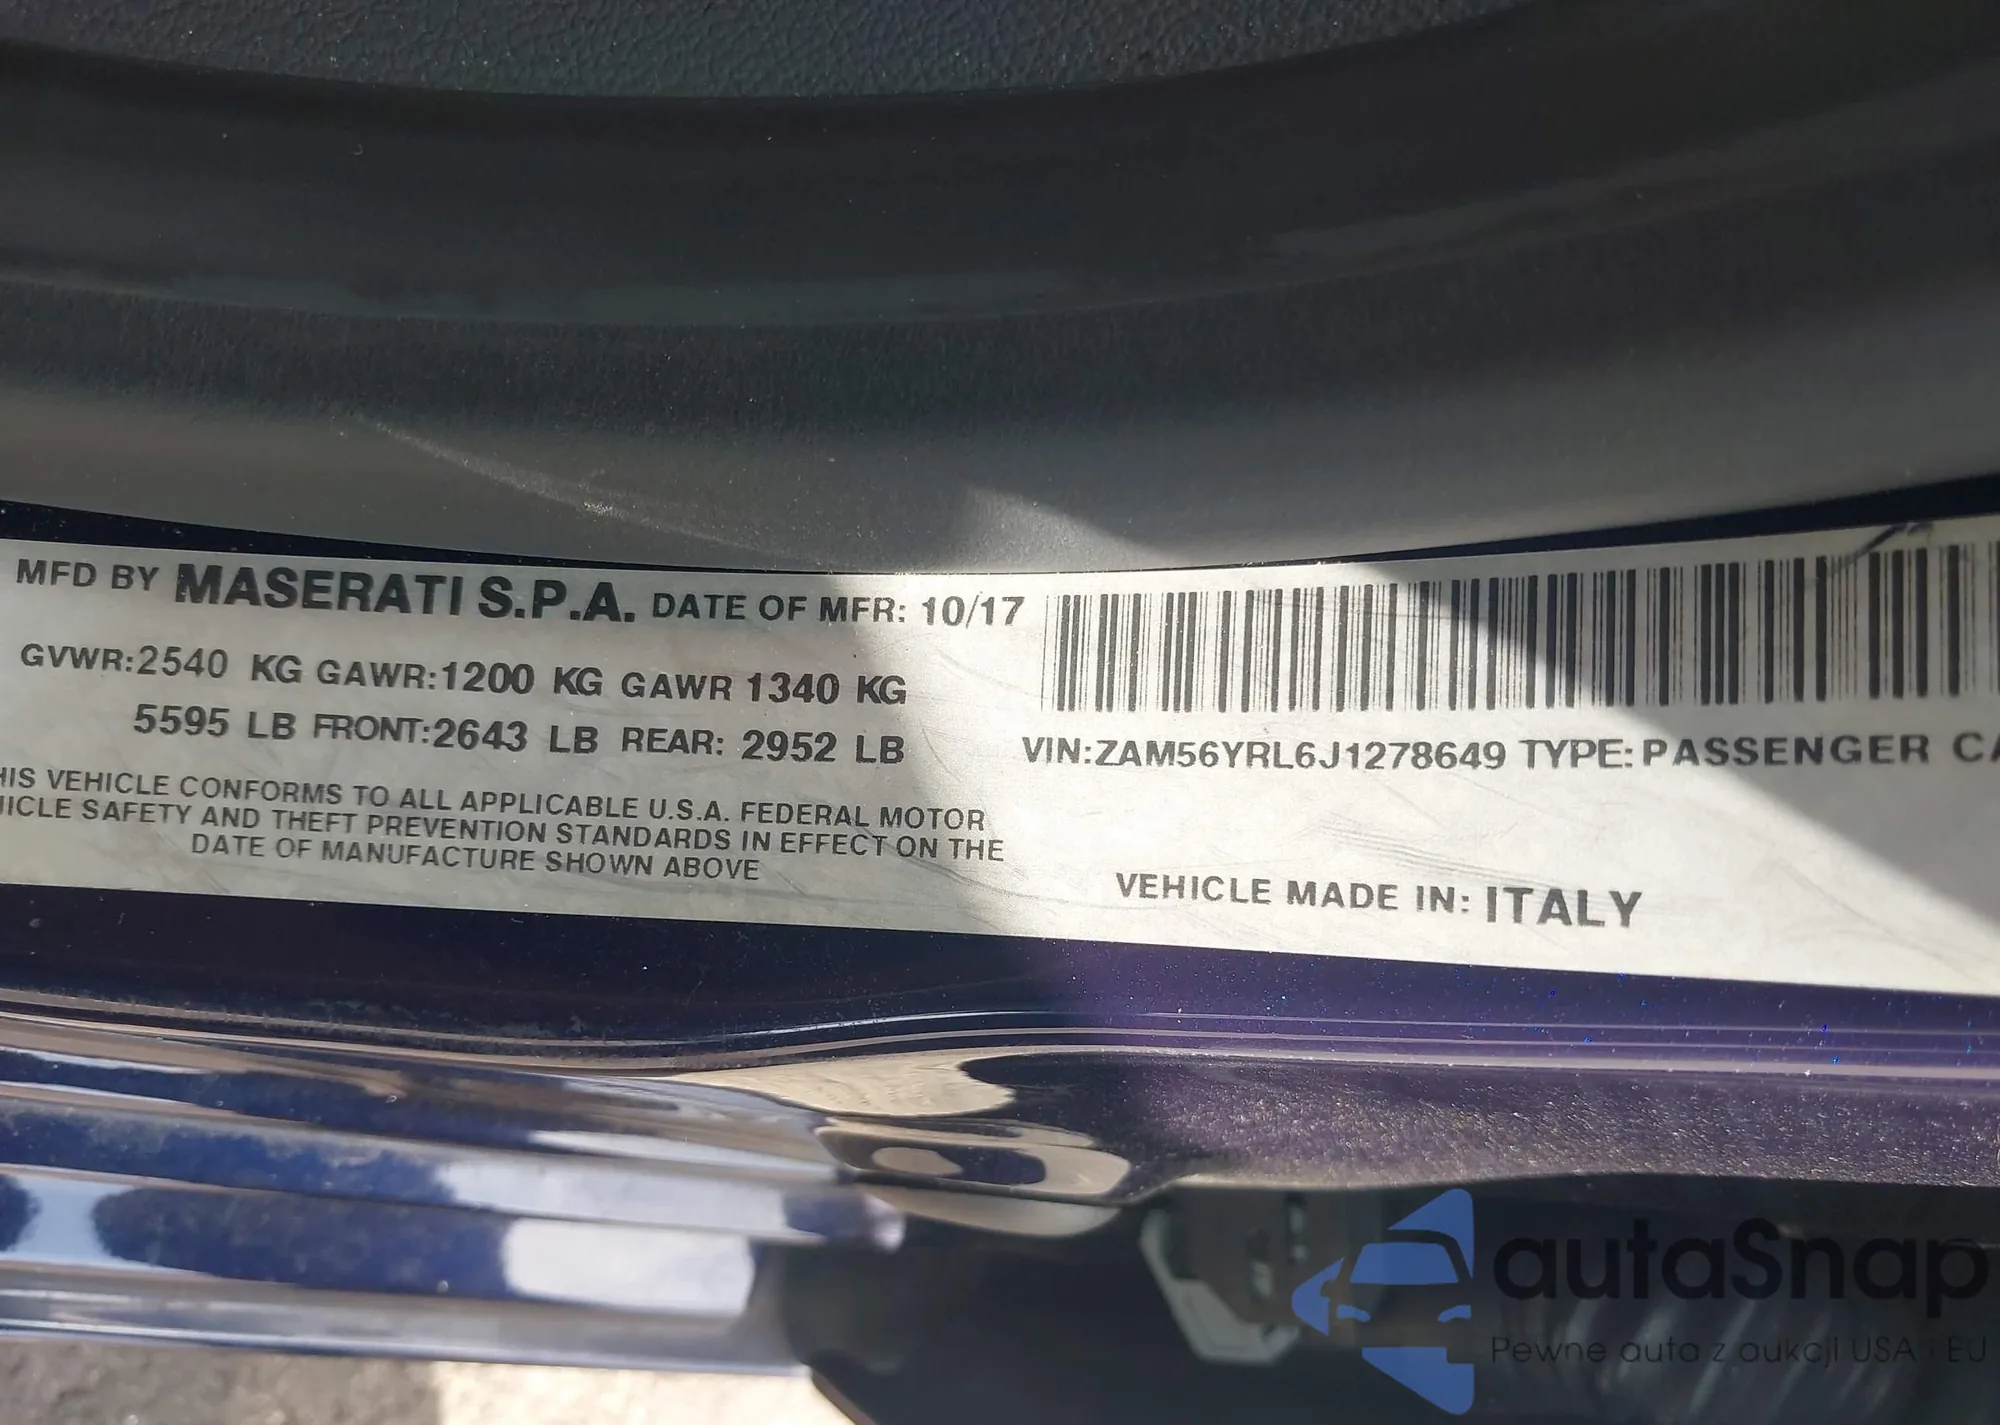 MFD BY MASERATI S.P.A. DATE OF MFR: 10/17
GVWR:2540 KG GAWR:1200 KG GAWR 1340 KG
5595 LB FRONT:2643 LB REAR: 2952 LB
HIS VEHICLE CONFORMS TO ALL APPLICABLE U.S.A. FEDERAL MOTOR
HICLE SAFETY AND THEFT PREVENTION STANDARDS IN EFFECT ON THE
DATE OF MANUFACTURE SHOWN ABOVE
VIN:ZAM56YRL6J1278649 TYPE:PASSENGER CA
VEHICLE MADE IN: ITALY
autaSnap
Pewne auta z aukcji USA i EU